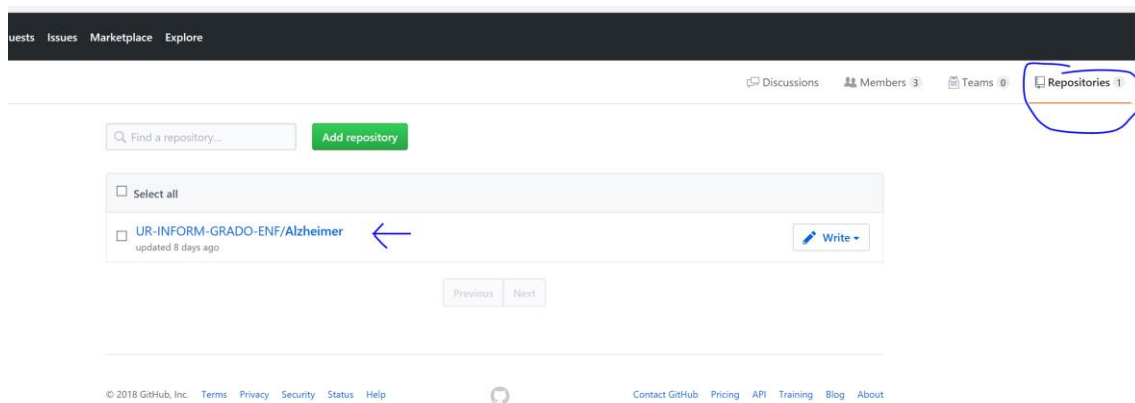 uests Issues Marketplace Explore
Discussions Members 3 Teams 0 Repositories 1
Find a repository... Add repository
Select all
UR-INFORM-GRADO-ENF/Alzheimer
updated 8 days ago
Write
Previous Next
© 2018 GitHub, Inc. Terms Privacy Security Status Help Contact GitHub Pricing API Training Blog About